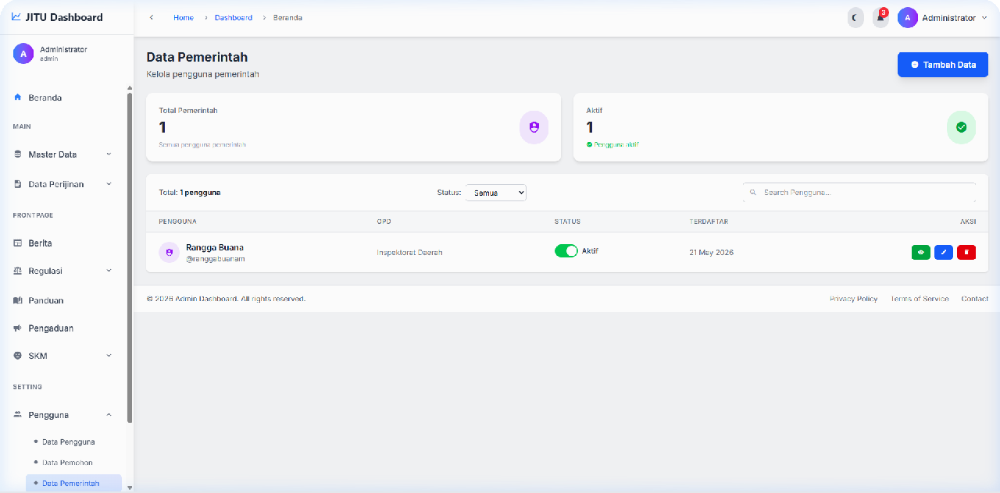 JITU Dashboard
Home > Dashboard > Beranda
3
A
Administrator
A
Administrator
admin
Beranda
MAIN
Master Data
Data Perijinan
FRONTPAGE
Berita
Regulasi
Panduan
Pengaduan
SKM
SETTING
Pengguna
Data Pengguna
Data Pemohon
Data Pemerintah
Data Pemerintah
Kelola pengguna pemerintah
Tambah Data
Total Pemerintah
1
Semua pengguna pemerintah
Aktif
1
Pengguna aktif
Total: 1 pengguna
Status: Semua
Search Pengguna...
PENGGUNA OPD STATUS TERDAFTAR AKSI
Rangga Buana
@ranggabuanam
Inspektorat Daerah
Aktif
21 May 2026
© 2026 Admin Dashboard. All rights reserved.
Privacy Policy Terms of Service Contact